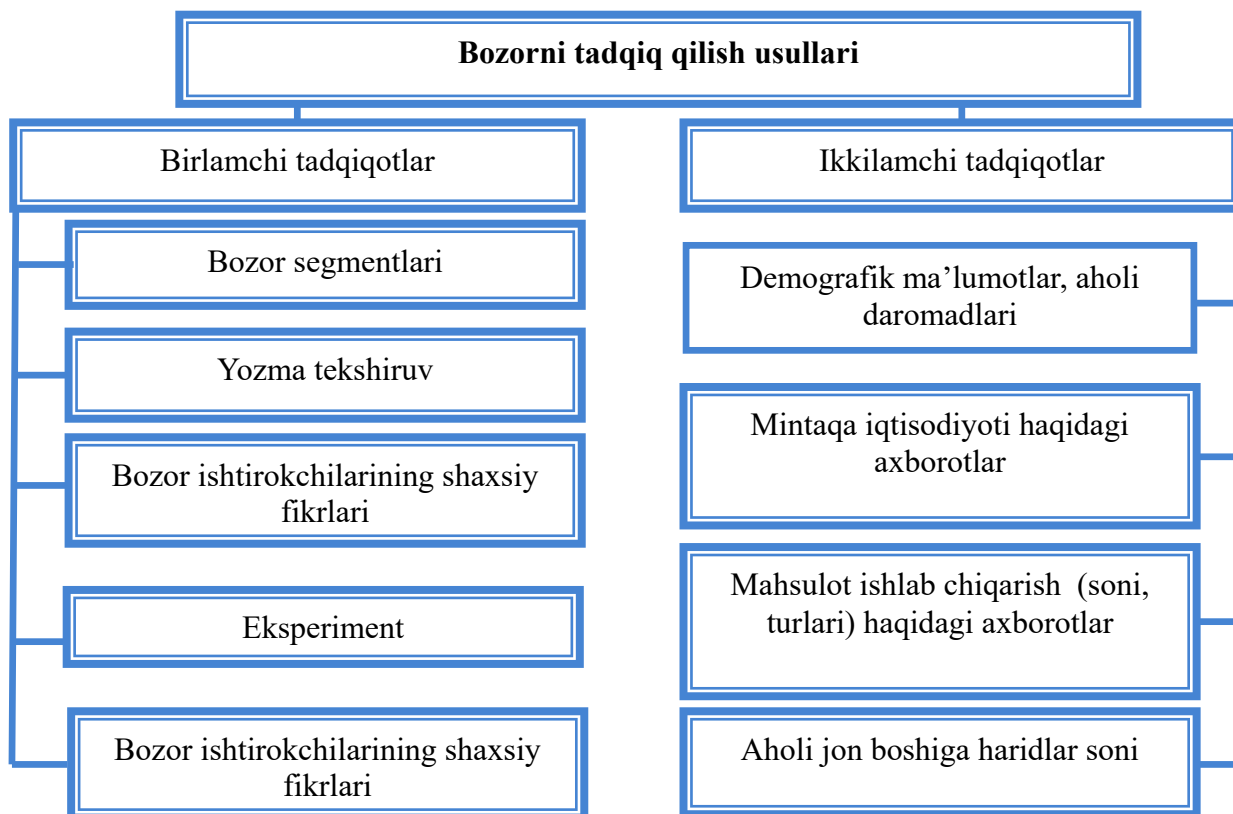 Bozorni tadqiq qilish usullari
Birlamchi tadqiqotlar
Bozor segmentlari
Yozma tekshiruv
Bozor ishtirokchilarining shaxsiy
fikrlari
Eksperiment
Bozor ishtirokchilarining shaxsiy
fikrlari
Ikkilamchi tadqiqotlar
Demografik ma’lumotlar, aholi
daromadlari
Mintaqa iqtisodiyoti haqidagi
axborotlar
Mahsulot ishlab chiqarish (soni,
turlari) haqidagi axborotlar
Aholi jon boshiga haridlar soni